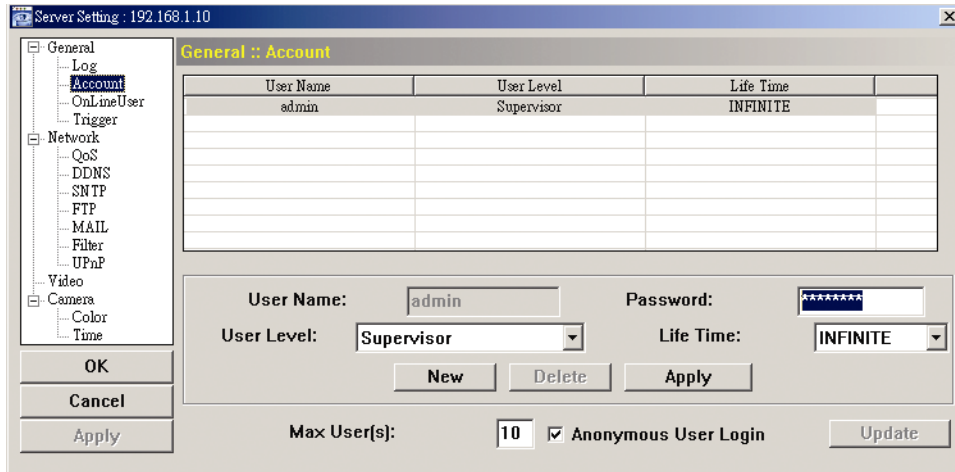 Server Setting : 192.168.1.10
General
Log
Account
OnLineUser
Trigger
Network
QoS
DDNS
SNTP
FTP
MAIL
Filter
UPnP
Video
Camera
Color
Time
OK
Cancel
Apply
General :: Account
User Name User Level Life Time
admin Supervisor INFINITE
User Name: admin Password: ********
User Level: Supervisor Life Time: INFINITE
New Delete Apply
Max User(s): 10 Anonymous User Login Update